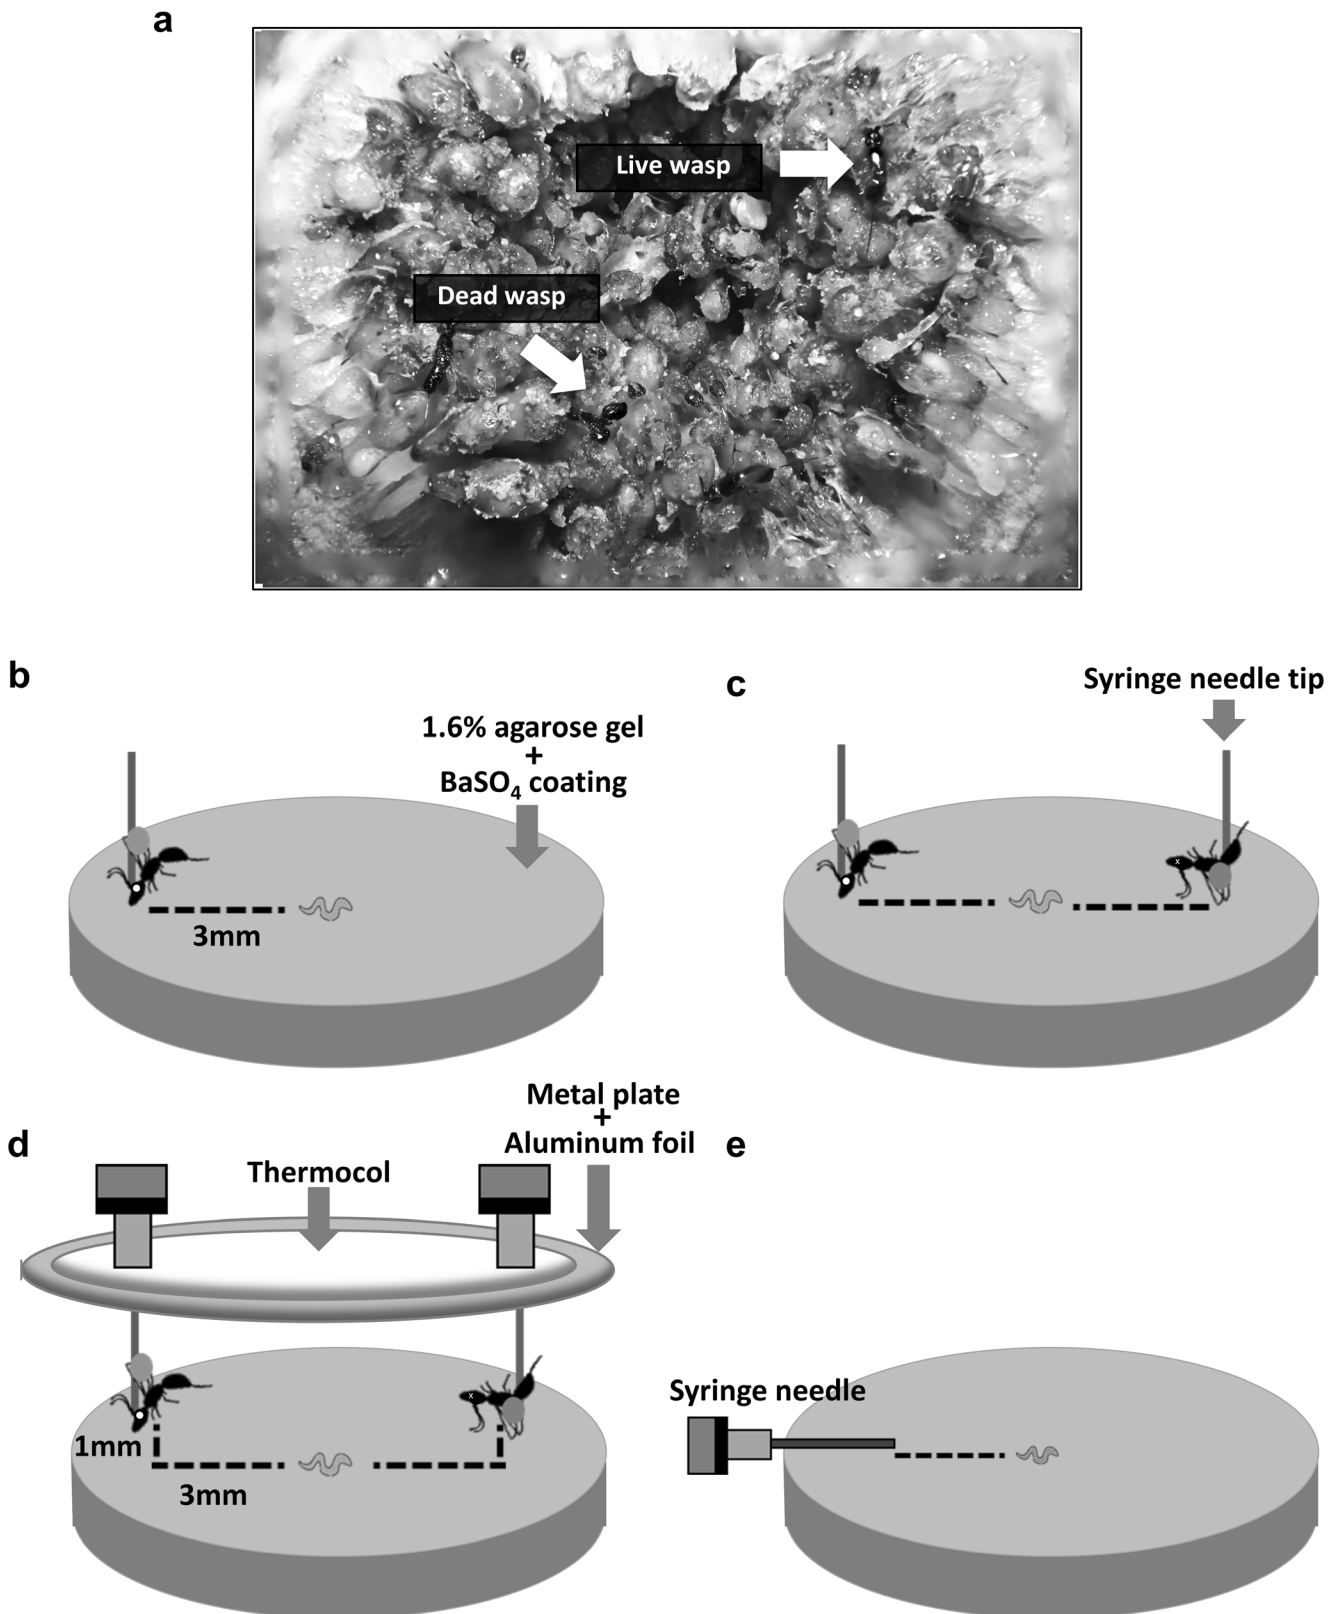 a
Live wasp
Dead wasp
b
1.6% agarose gel
+
BaSO₄ coating
3mm
c
Syringe needle tip
x
d
Thermocol
Metal plate
+
Aluminum foil
x
1mm
3mm
e
Syringe needle